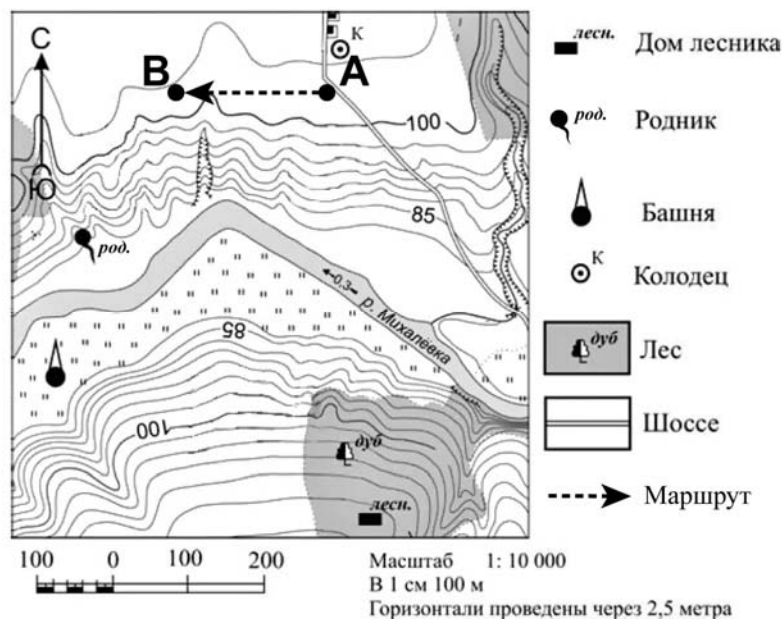 С
Ю
К
В
А
100
85
род.
0,3
р. Михалёвка
85
100
дуб
лесн.
лесн. Дом лесника
род. Родник
Башня
К Колодец
дуб Лес
Шоссе
Маршрут
100 0 100 200
Масштаб 1: 10 000
В 1 см 100 м
Горизонтали проведены через 2,5 метра